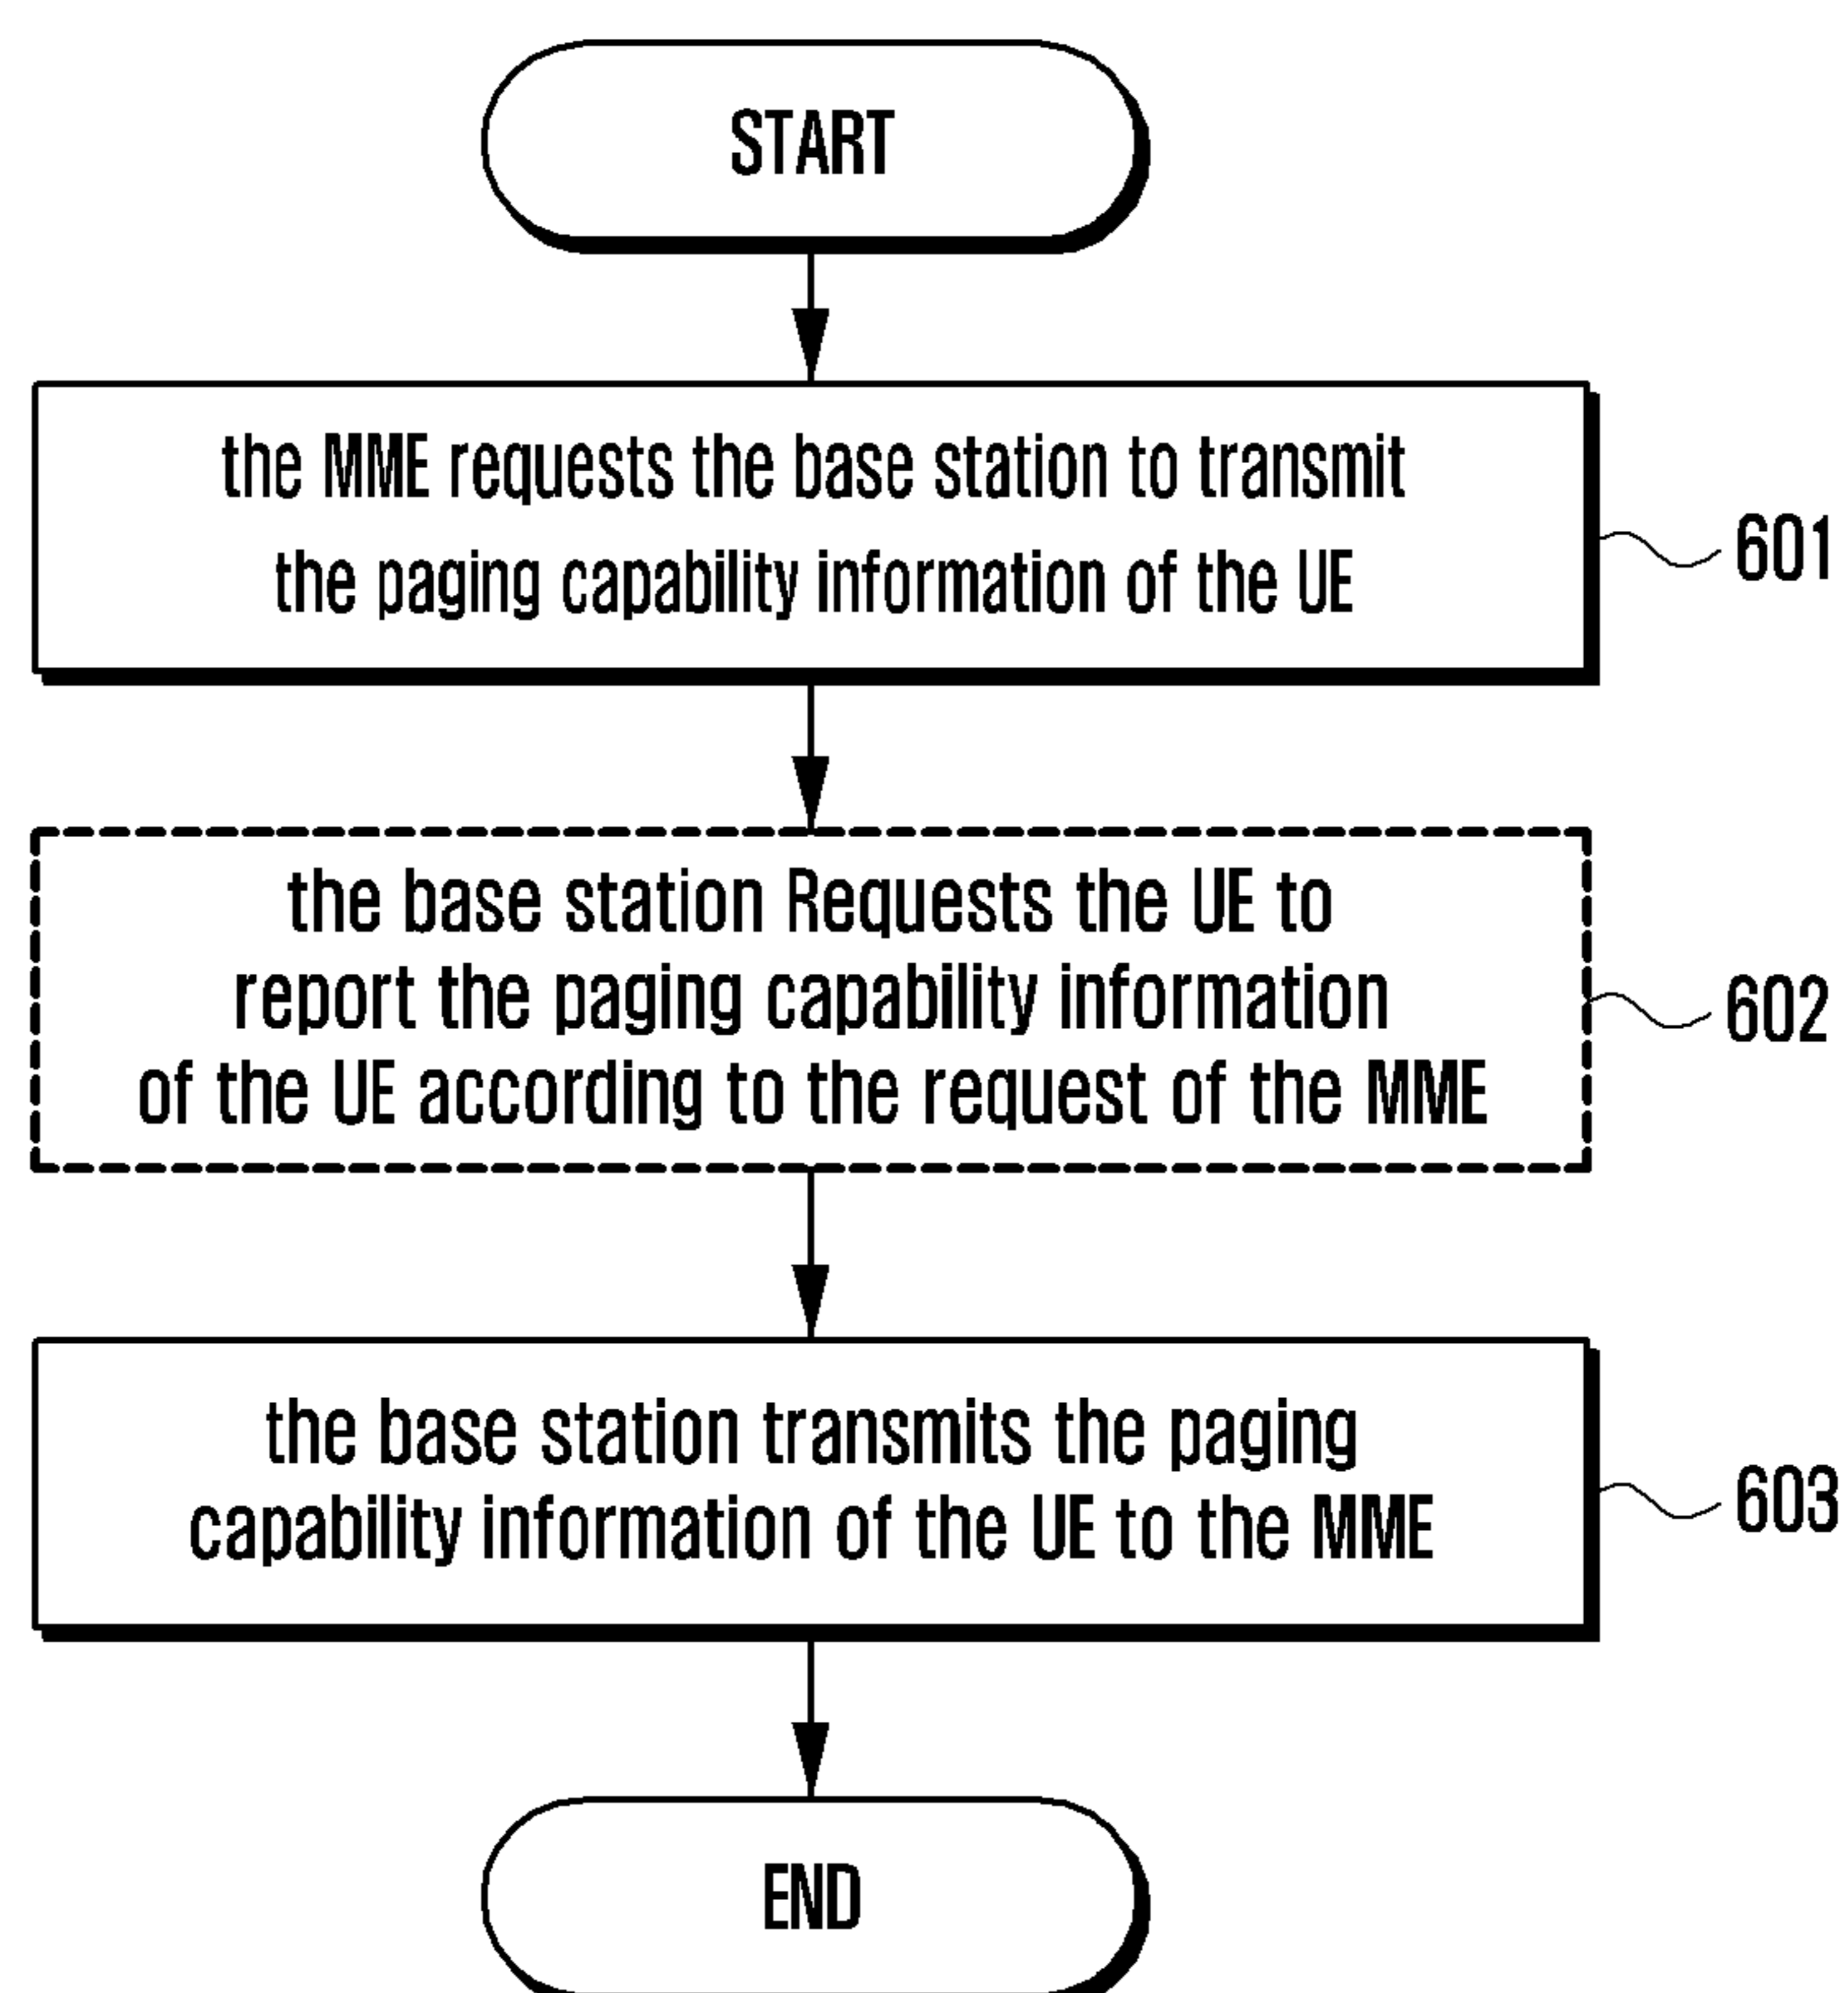 START
the MME requests the base station to transmit
the paging capability information of the UE
601
the base station Requests the UE to
report the paging capability information
of the UE according to the request of the MME
602
the base station transmits the paging
capability information of the UE to the MME
603
END